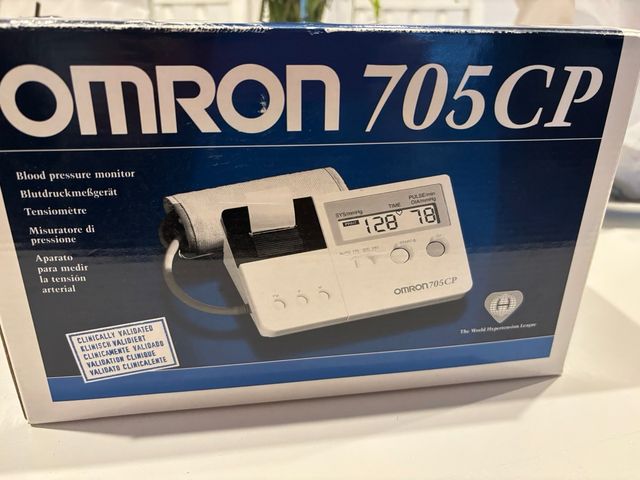 OMRON 705CP
Blood pressure monitor
Blutdruckmeßgerät
Tensiomètre
Misuratore di
pressione
Aparato
para medir
la tensión
arterial
SYS/mmHg
TIME
PULSE/min
DIA/mmHg
128 78
START
OMRON 705CP
The World Hypertension League
CLINICALLY VALIDATED
KLINISCH VALIDIERT
CLINICAMENTE VALIDADO
VALIDATION CLINIQUE
VALIDATO CLINICALENTE